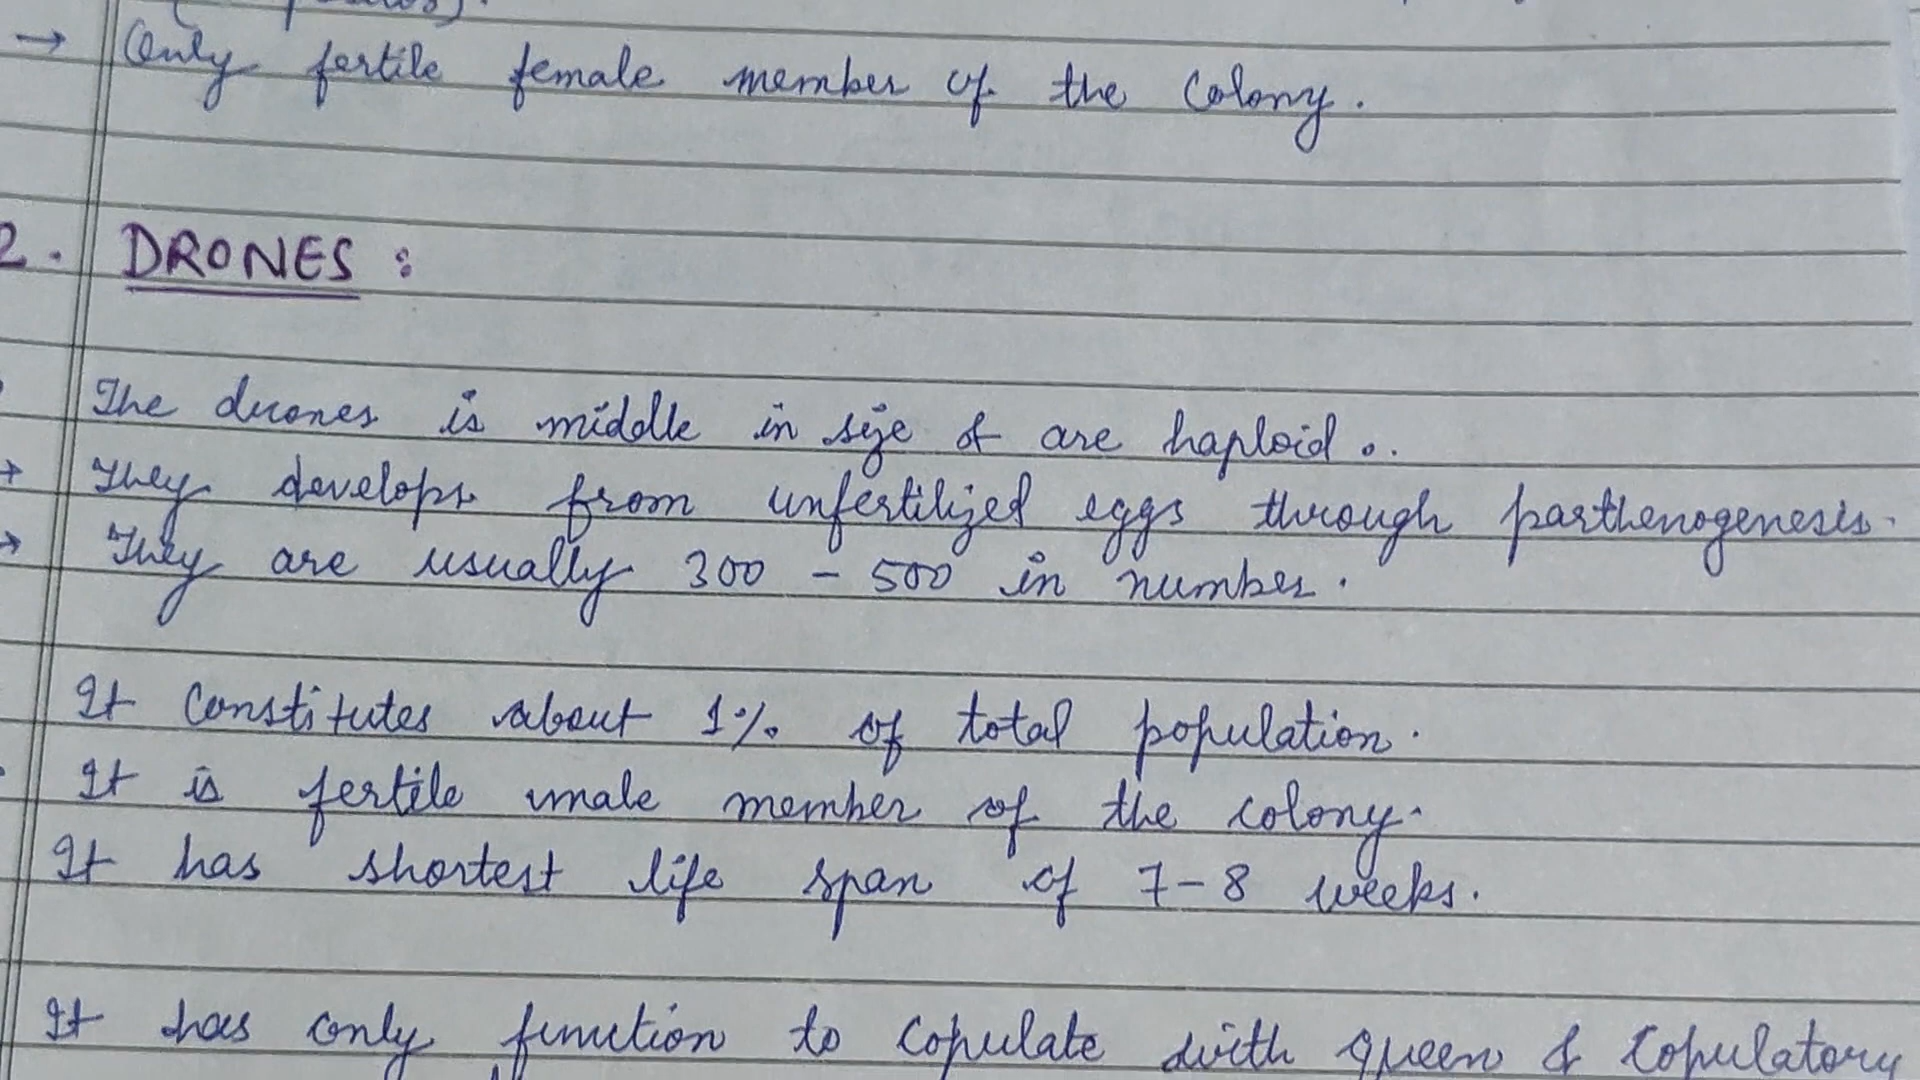 → Only fertile female member of the Colony.
2. DRONES :
The drones is middle in size & are haploid..
→ They develops from unfertilized eggs through parthenogenesis.
→ They are usually 300 - 500 in number.
It constitutes about 1% of total population.
It is fertile male member of the colony.
It has shortest life span of 7-8 weeks.
It has only function to copulate with queen & copulatory